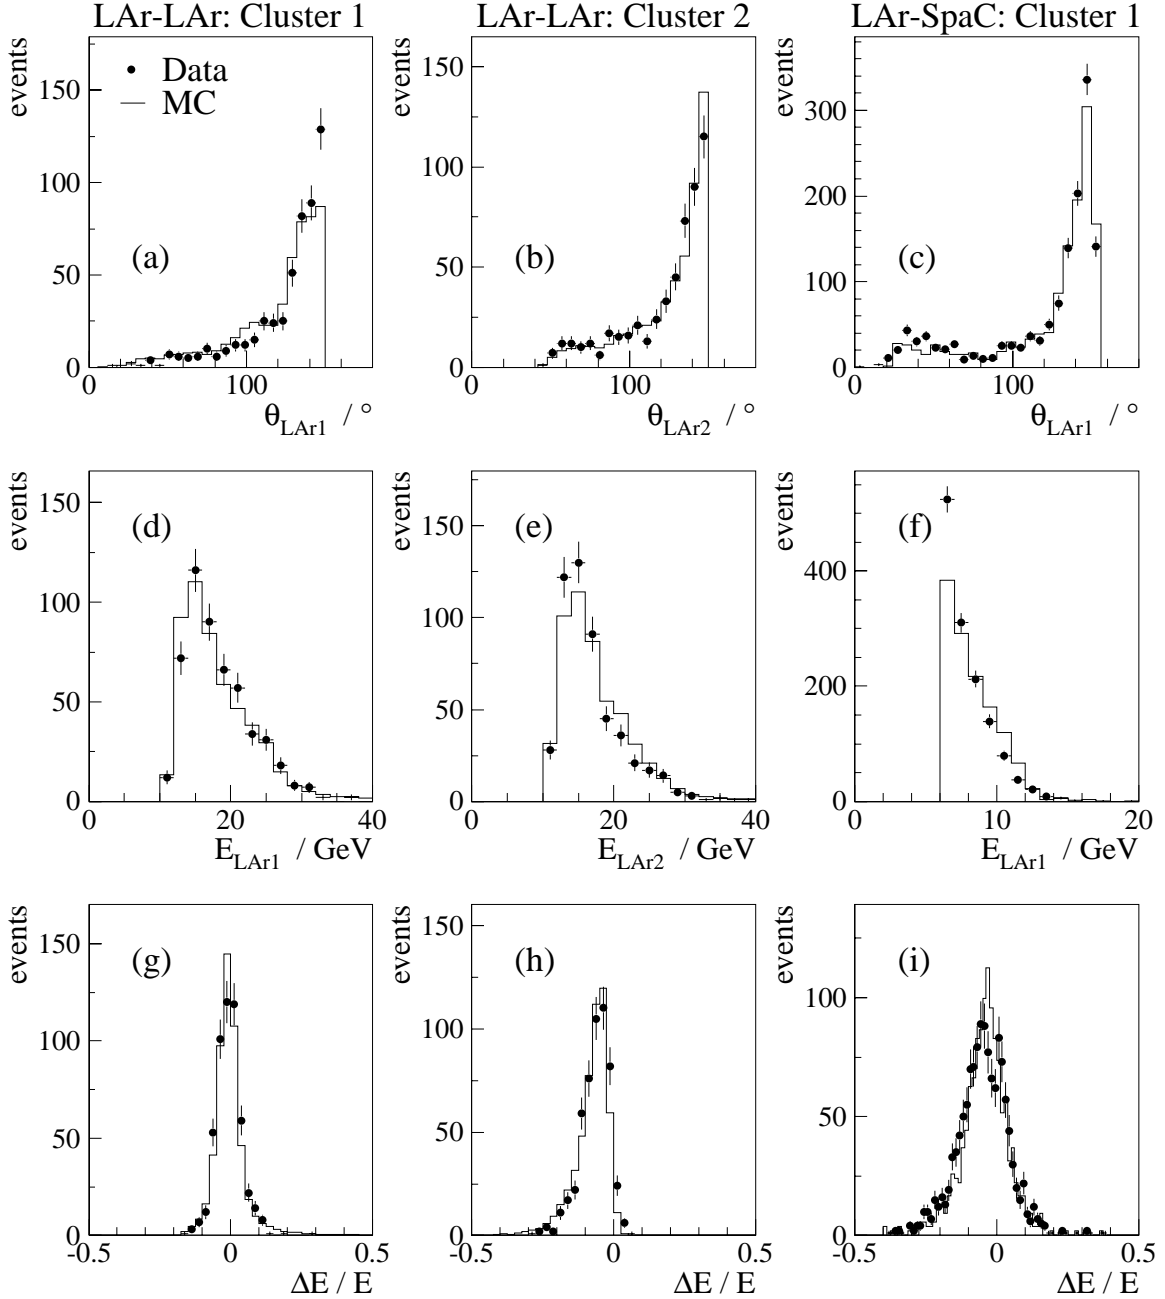 LAr-LAr: Cluster 1
LAr-LAr: Cluster 2
LAr-SpaC: Cluster 1
events
150
100
50
0
Data
MC
(a)
0
100
θLAr1 / °
events
150
100
50
0
(b)
0
100
θLAr2 / °
events
300
200
100
0
(c)
0
100
θLAr1 / °
events
150
100
50
0
(d)
0
20
40
ELAr1 / GeV
events
150
100
50
0
(e)
0
20
40
ELAr2 / GeV
events
400
200
0
(f)
0
10
20
ELAr1 / GeV
events
150
100
50
0
(g)
-0.5
0
0.5
ΔE / E
events
150
100
50
0
(h)
-0.5
0
0.5
ΔE / E
events
100
50
0
(i)
-0.5
0
0.5
ΔE / E